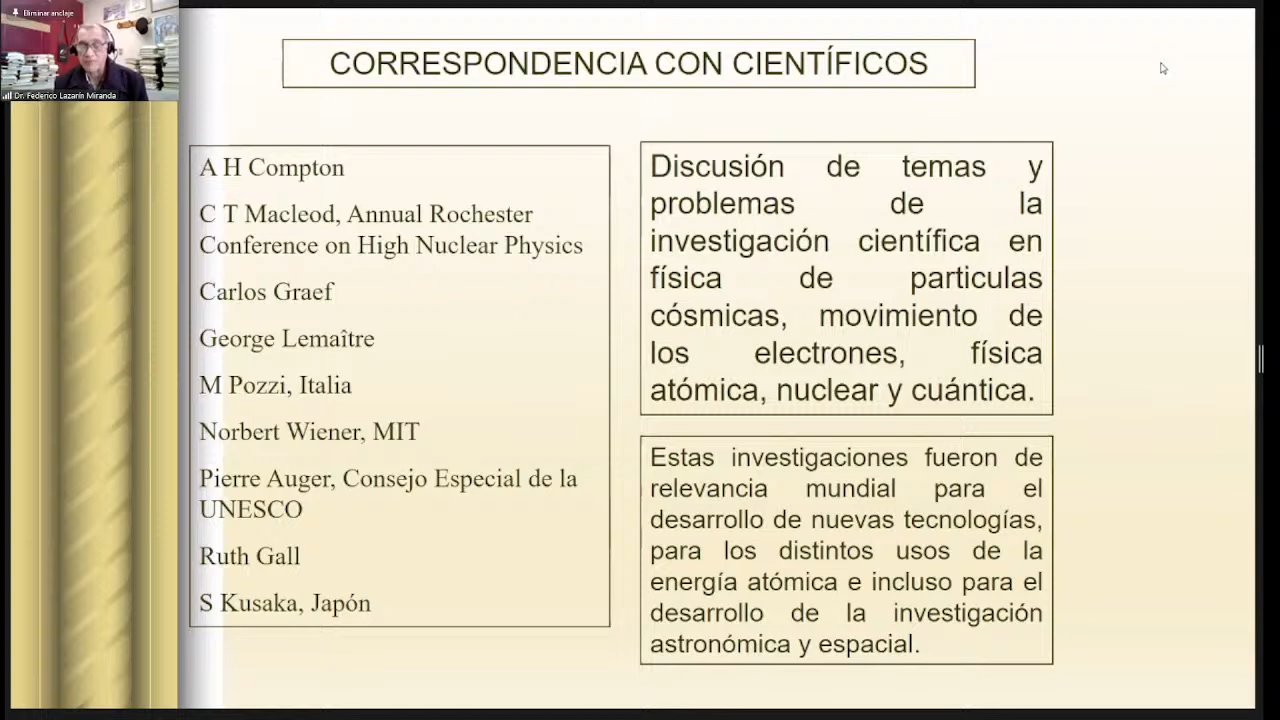 Eliminar anclaje
Dr. Federico Lazarín Miranda
CORRESPONDENCIA CON CIENTÍFICOS
A H Compton
C T Macleod, Annual Rochester
Conference on High Nuclear Physics
Carlos Graef
George Lemaître
M Pozzi, Italia
Norbert Wiener, MIT
Pierre Auger, Consejo Especial de la
UNESCO
Ruth Gall
S Kusaka, Japón
Discusión de temas y
problemas de la
investigación científica en
física de particulas
cósmicas, movimiento de
los electrones, física
atómica, nuclear y cuántica.
Estas investigaciones fueron de
relevancia mundial para el
desarrollo de nuevas tecnologías,
para los distintos usos de la
energía atómica e incluso para el
desarrollo de la investigación
astronómica y espacial.